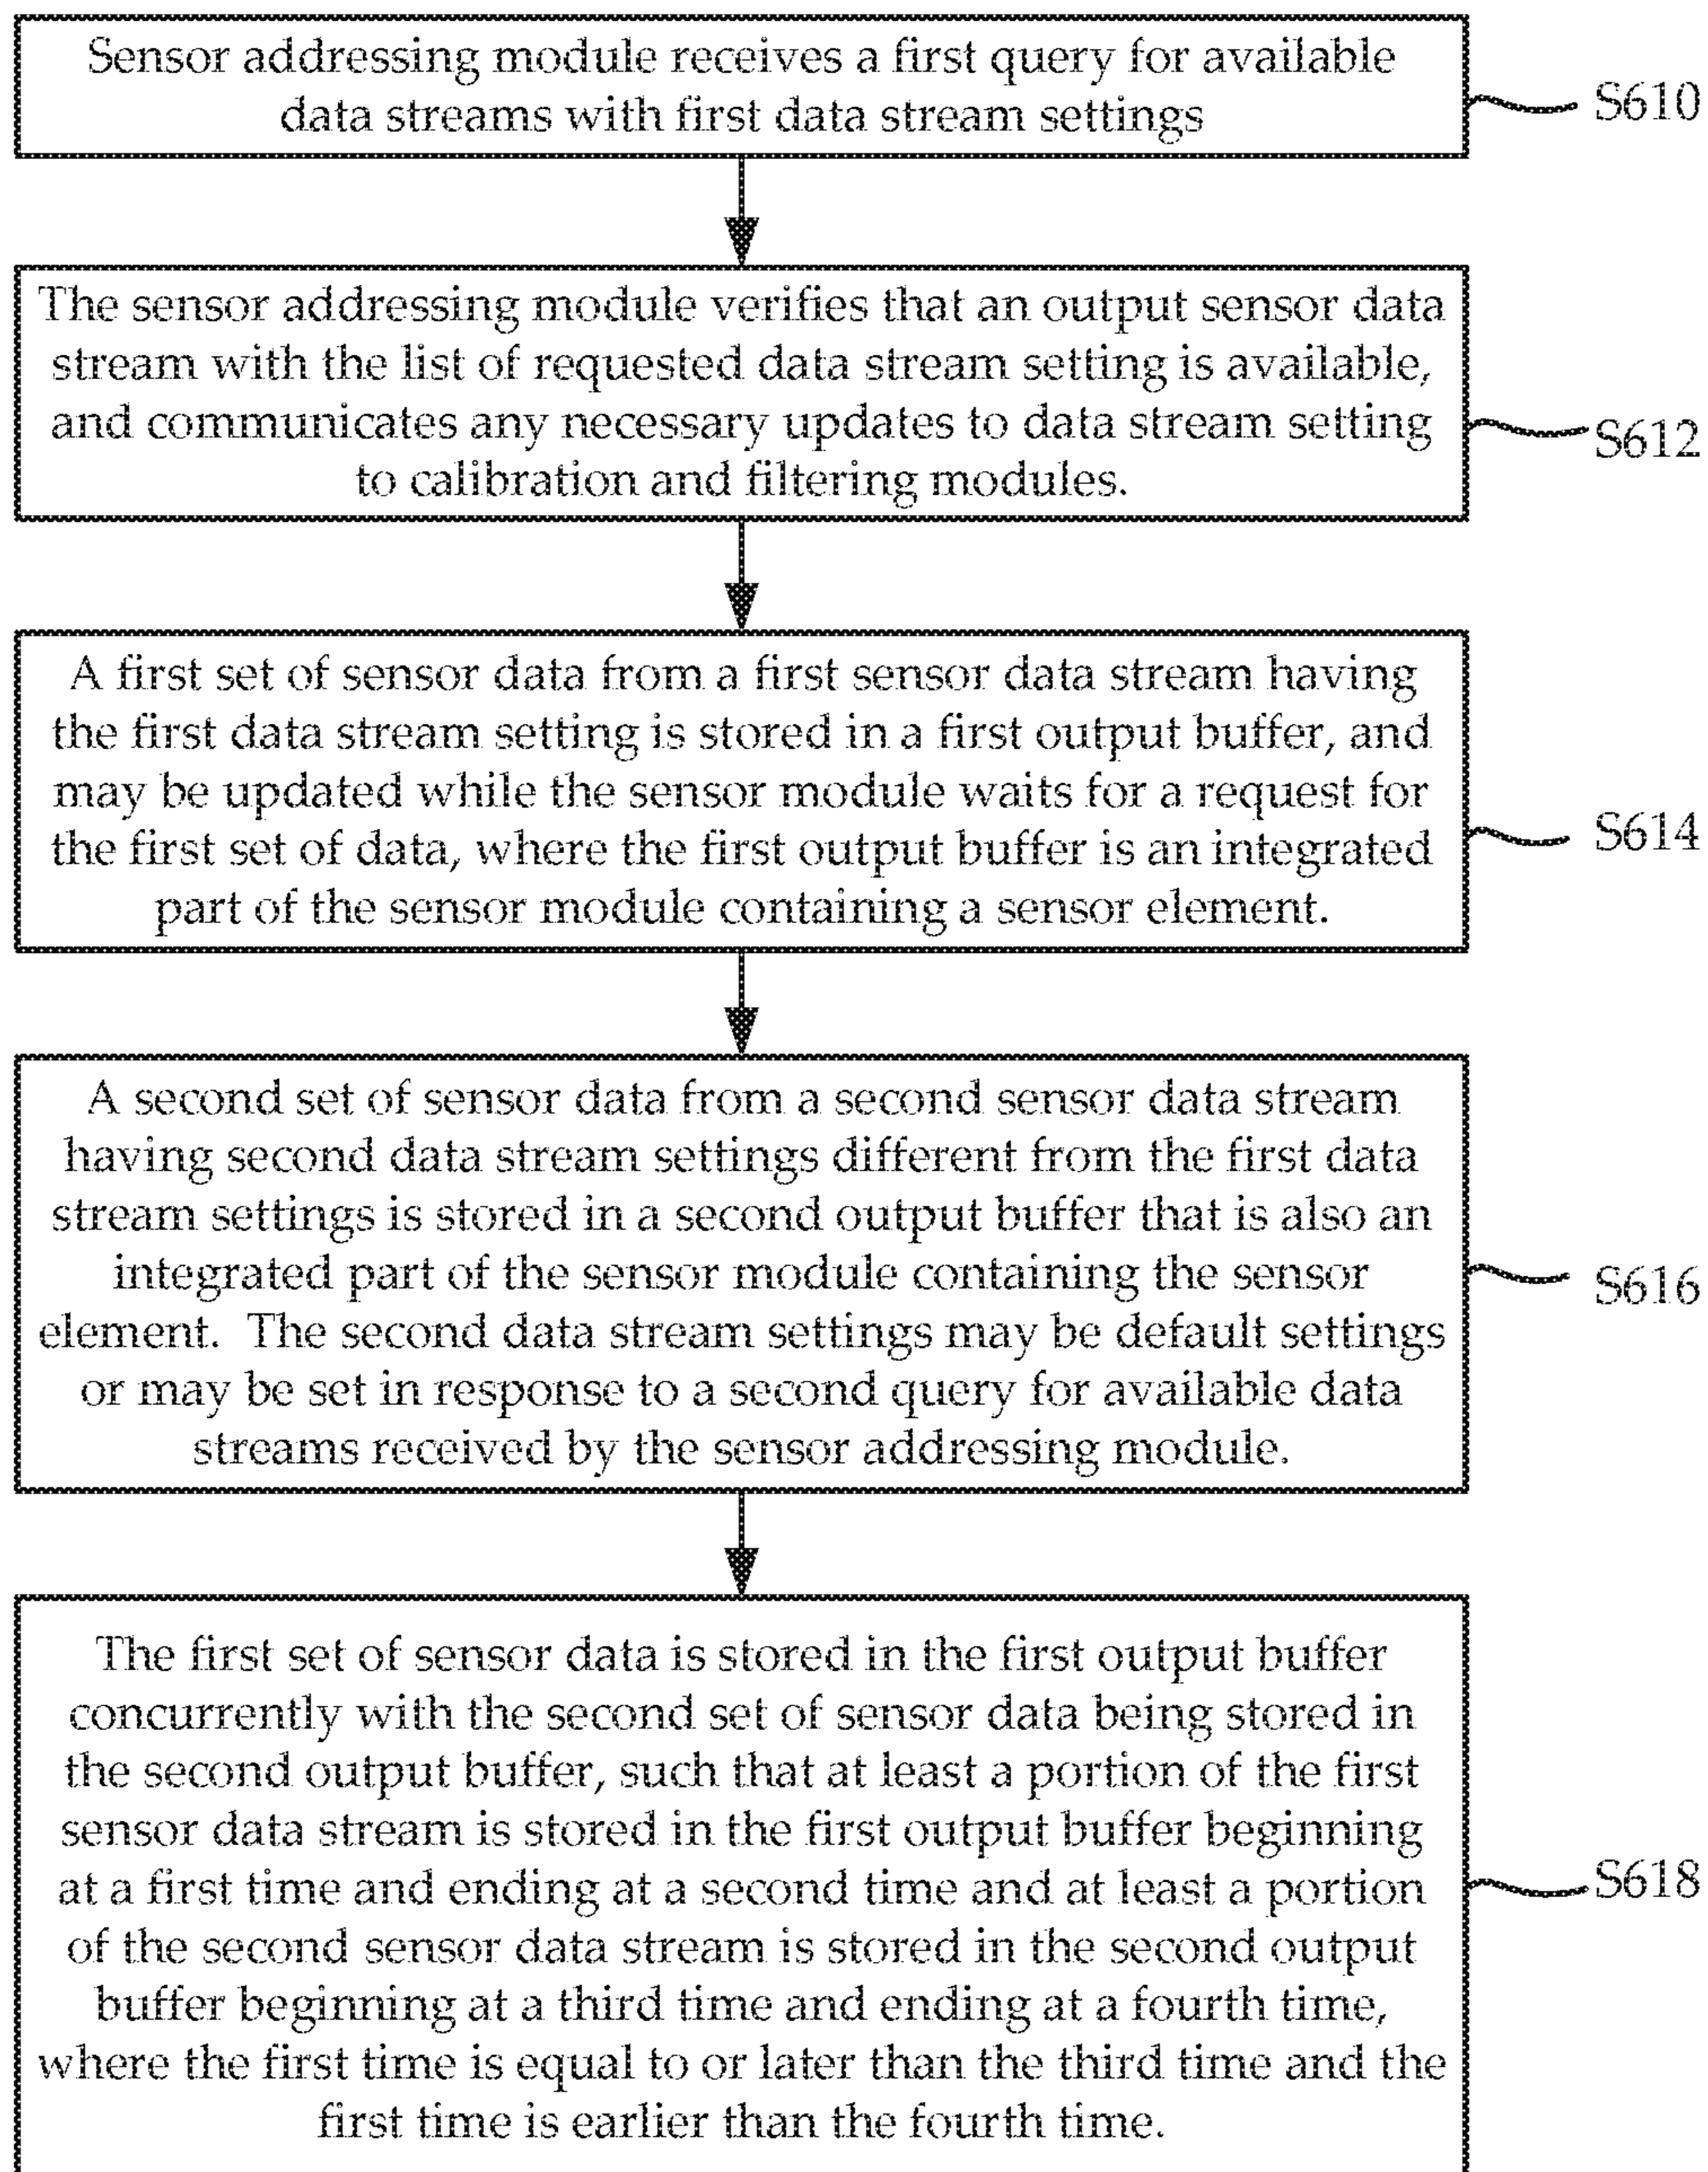 Sensor addressing module receives a first query for available
data streams with first data stream settings
S610
The sensor addressing module verifies that an output sensor data
stream with the list of requested data stream setting is available,
and communicates any necessary updates to data stream setting
to calibration and filtering modules.
S612
A first set of sensor data from a first sensor data stream having
the first data stream setting is stored in a first output buffer, and
may be updated while the sensor module waits for a request for
the first set of data, where the first output buffer is an integrated
part of the sensor module containing a sensor element.
S614
A second set of sensor data from a second sensor data stream
having second data stream settings different from the first data
stream settings is stored in a second output buffer that is also an
integrated part of the sensor module containing the sensor
element. The second data stream settings may be default settings
or may be set in response to a second query for available data
streams received by the sensor addressing module.
S616
The first set of sensor data is stored in the first output buffer
concurrently with the second set of sensor data being stored in
the second output buffer, such that at least a portion of the first
sensor data stream is stored in the first output buffer beginning
at a first time and ending at a second time and at least a portion
of the second sensor data stream is stored in the second output
buffer beginning at a third time and ending at a fourth time,
where the first time is equal to or later than the third time and the
first time is earlier than the fourth time.
S618